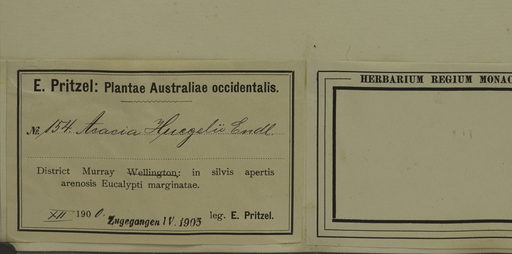 E. Pritzel: Plantae Australiae occidentalis.
№ 154. Acacia Huegelii Endl.
District Murray Wellington: in silvis apertis
arenosis Eucalypti marginatae.
XII 1900. Zugegangen IV. 1905 leg. E. Pritzel.
HERBARIUM REGIUM MONAC